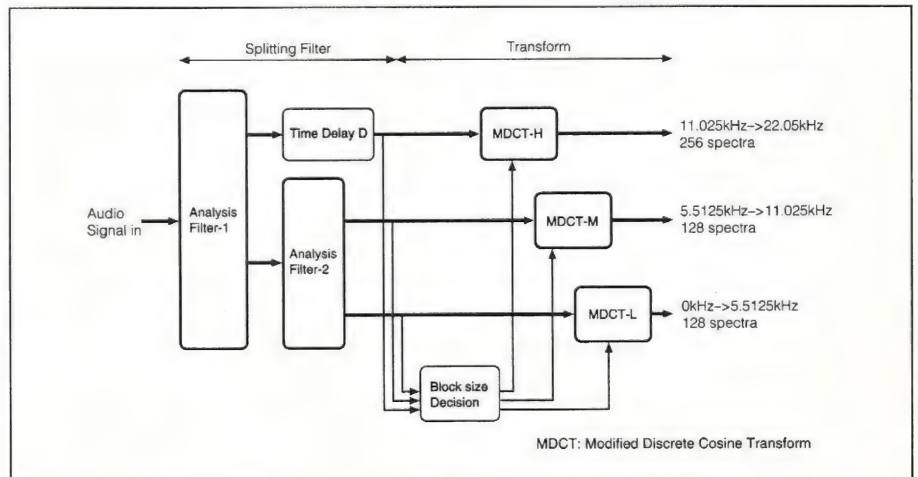 Splitting Filter
Transform
Time Delay D
MDCT-H
11.025kHz->22.05kHz
256 spectra
Audio
Signal in
Analysis
Filter-1
Analysis
Filter-2
MDCT-M
5.5125kHz->11.025kHz
128 spectra
MDCT-L
0kHz->5.5125kHz
128 spectra
Block size
Decision
MDCT: Modified Discrete Cosine Transform